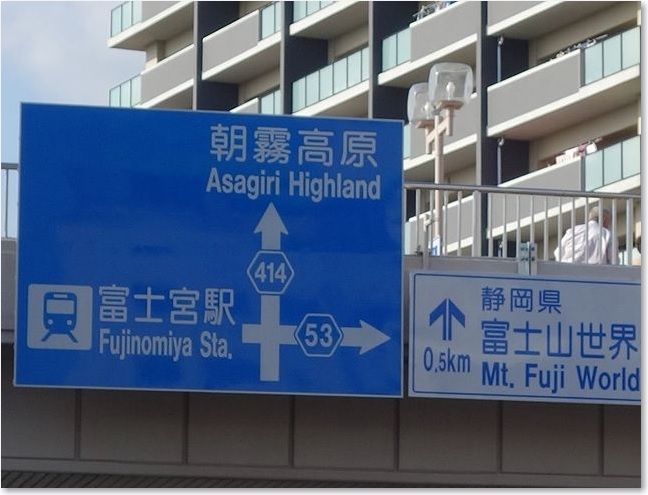 朝霧高原
Asagiri Highland
414
富士宮駅
Fujinomiya Sta.
53
静岡県
富士山世界
0.5km
Mt. Fuji World